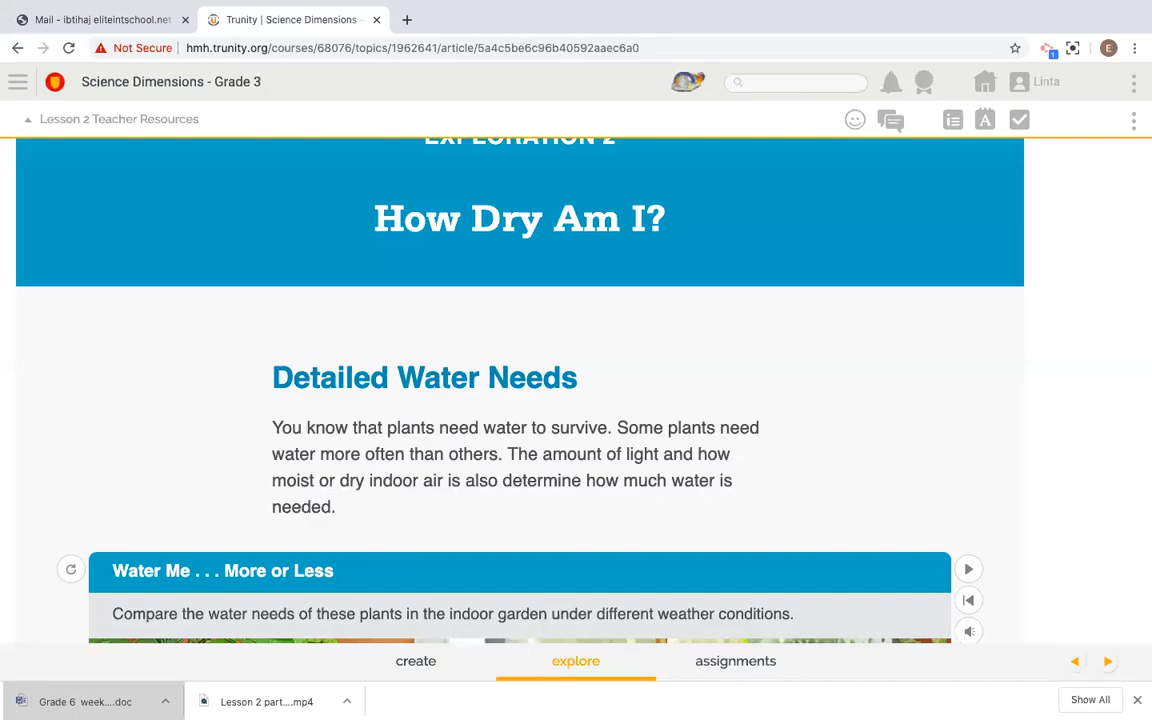 Mail - ibtihaj eliteintschool.net
Trunity | Science Dimensions -
Not Secure
hmh.trunity.org/courses/68076/topics/1962641/article/5a4c5be6c96b40592aaec6a0
1
E
Science Dimensions - Grade 3
Linta
Lesson 2 Teacher Resources
A
EXPLORATION 2
How Dry Am I?
Detailed Water Needs
You know that plants need water to survive. Some plants need
water more often than others. The amount of light and how
moist or dry indoor air is also determine how much water is
needed.
Water Me . . . More or Less
Compare the water needs of these plants in the indoor garden under different weather conditions.
create
explore
assignments
Grade 6 week....doc
Lesson 2 part....mp4
Show All